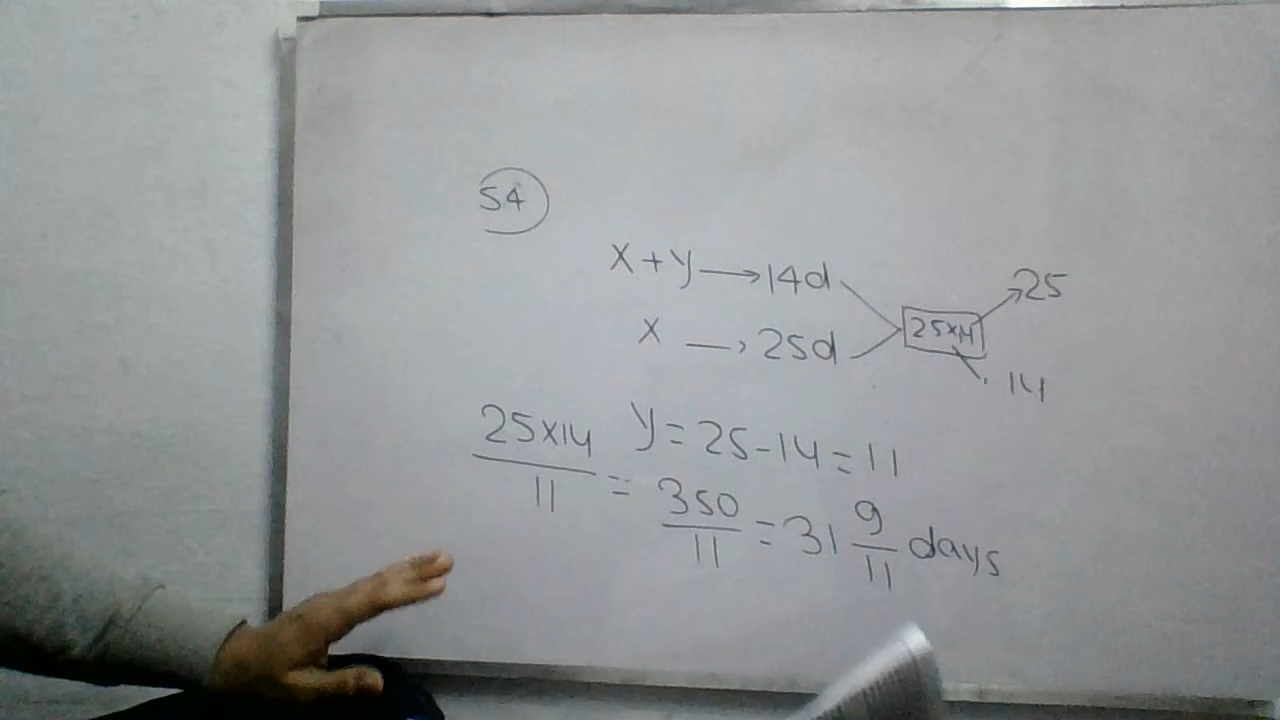 54
X + y → 14d
25
X → 25d
25×14
14
y = 25 - 14 = 11
25×14 / 11 = 350 / 11 = 31 9/11 days